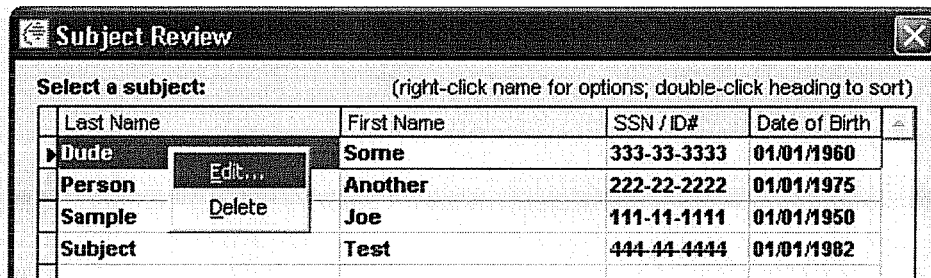 Subject Review
Select a subject: (right-click name for options; double-click heading to sort)
Last Name First Name SSN / ID# Date of Birth
Dude Some 333-33-3333 01/01/1960
Edit...
Person Another 222-22-2222 01/01/1975
Delete
Sample Joe 111-11-1111 01/01/1950
Subject Test 444-44-4444 01/01/1982